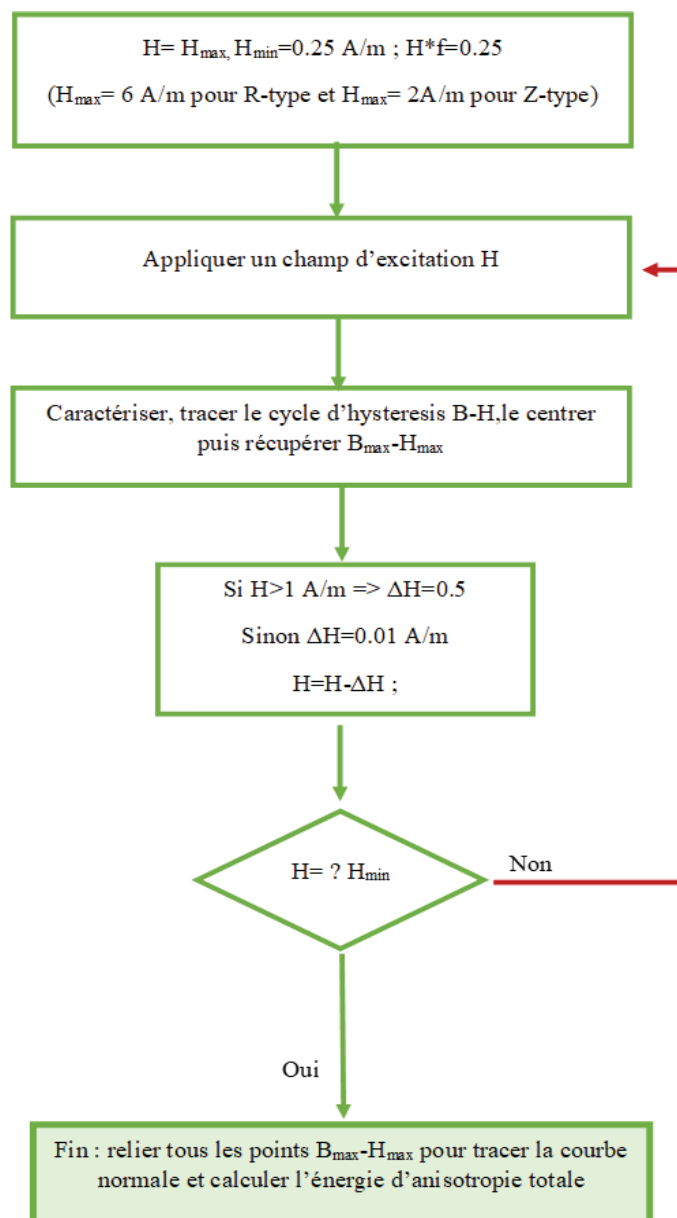 H= Hmax, Hmin=0.25 A/m ; H*f=0.25
(Hmax= 6 A/m pour R-type et Hmax= 2A/m pour Z-type)
Appliquer un champ d’excitation H
Caractériser, tracer le cycle d’hysteresis B-H,le centrer
puis récupérer Bmax-Hmax
Si H>1 A/m => ΔH=0.5
Sinon ΔH=0.01 A/m
H=H-ΔH ;
H= ? Hmin
Non
Oui
Fin : relier tous les points Bmax-Hmax pour tracer la courbe
normale et calculer l’énergie d’anisotropie totale